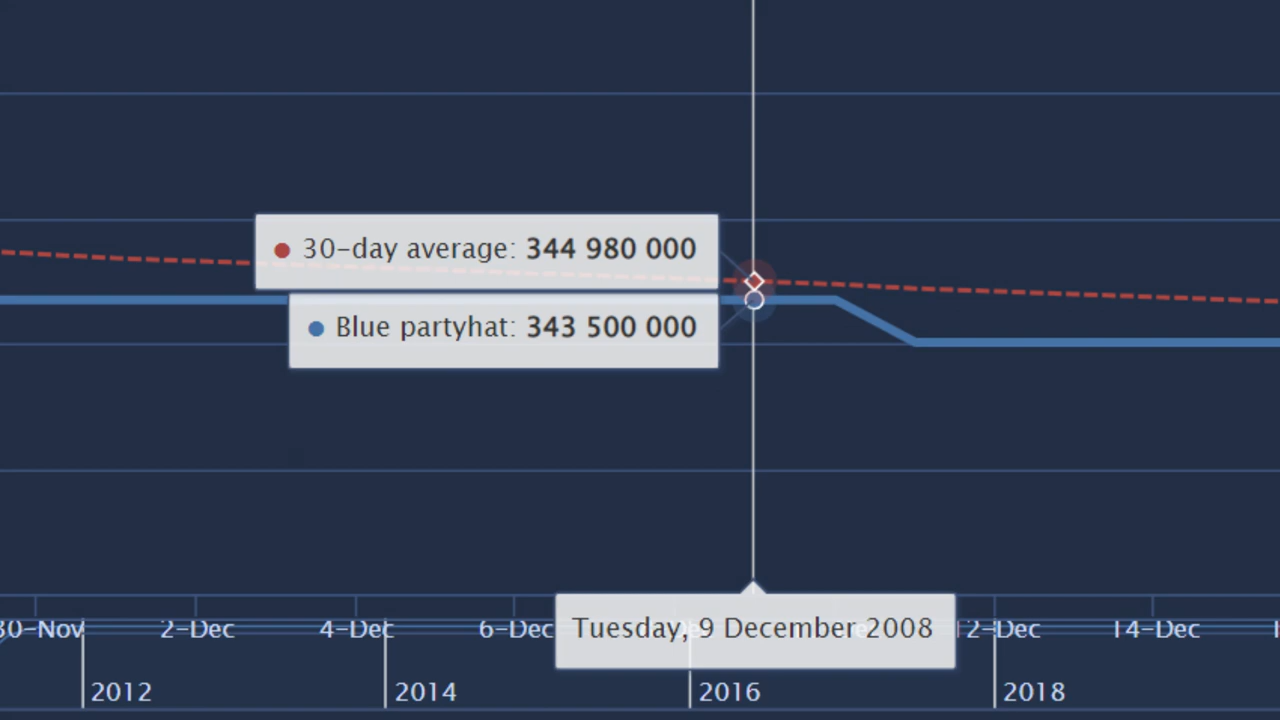 30-day average: 344 980 000
Blue partyhat: 343 500 000
Tuesday, 9 December 2008
30-Nov 2-Dec 4-Dec 6-Dec 12-Dec 14-Dec
2012 2014 2016 2018